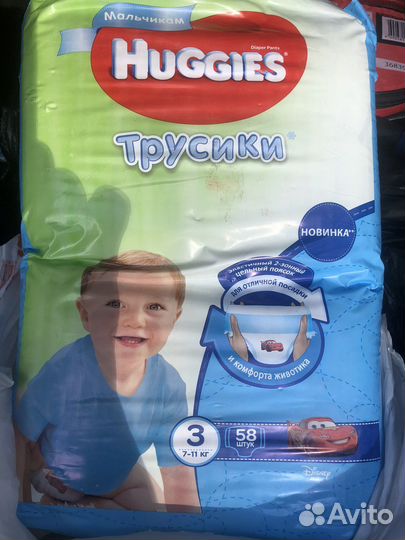 Мальчикам
Diaper Pants
HUGGIES
Трусики*
16835
НОВИНКА**
эластичный 2-зонный
цельный поясок
для отличной посадки
и комфорта животика
3
7-11 КГ
58
штук
Disney
Avito